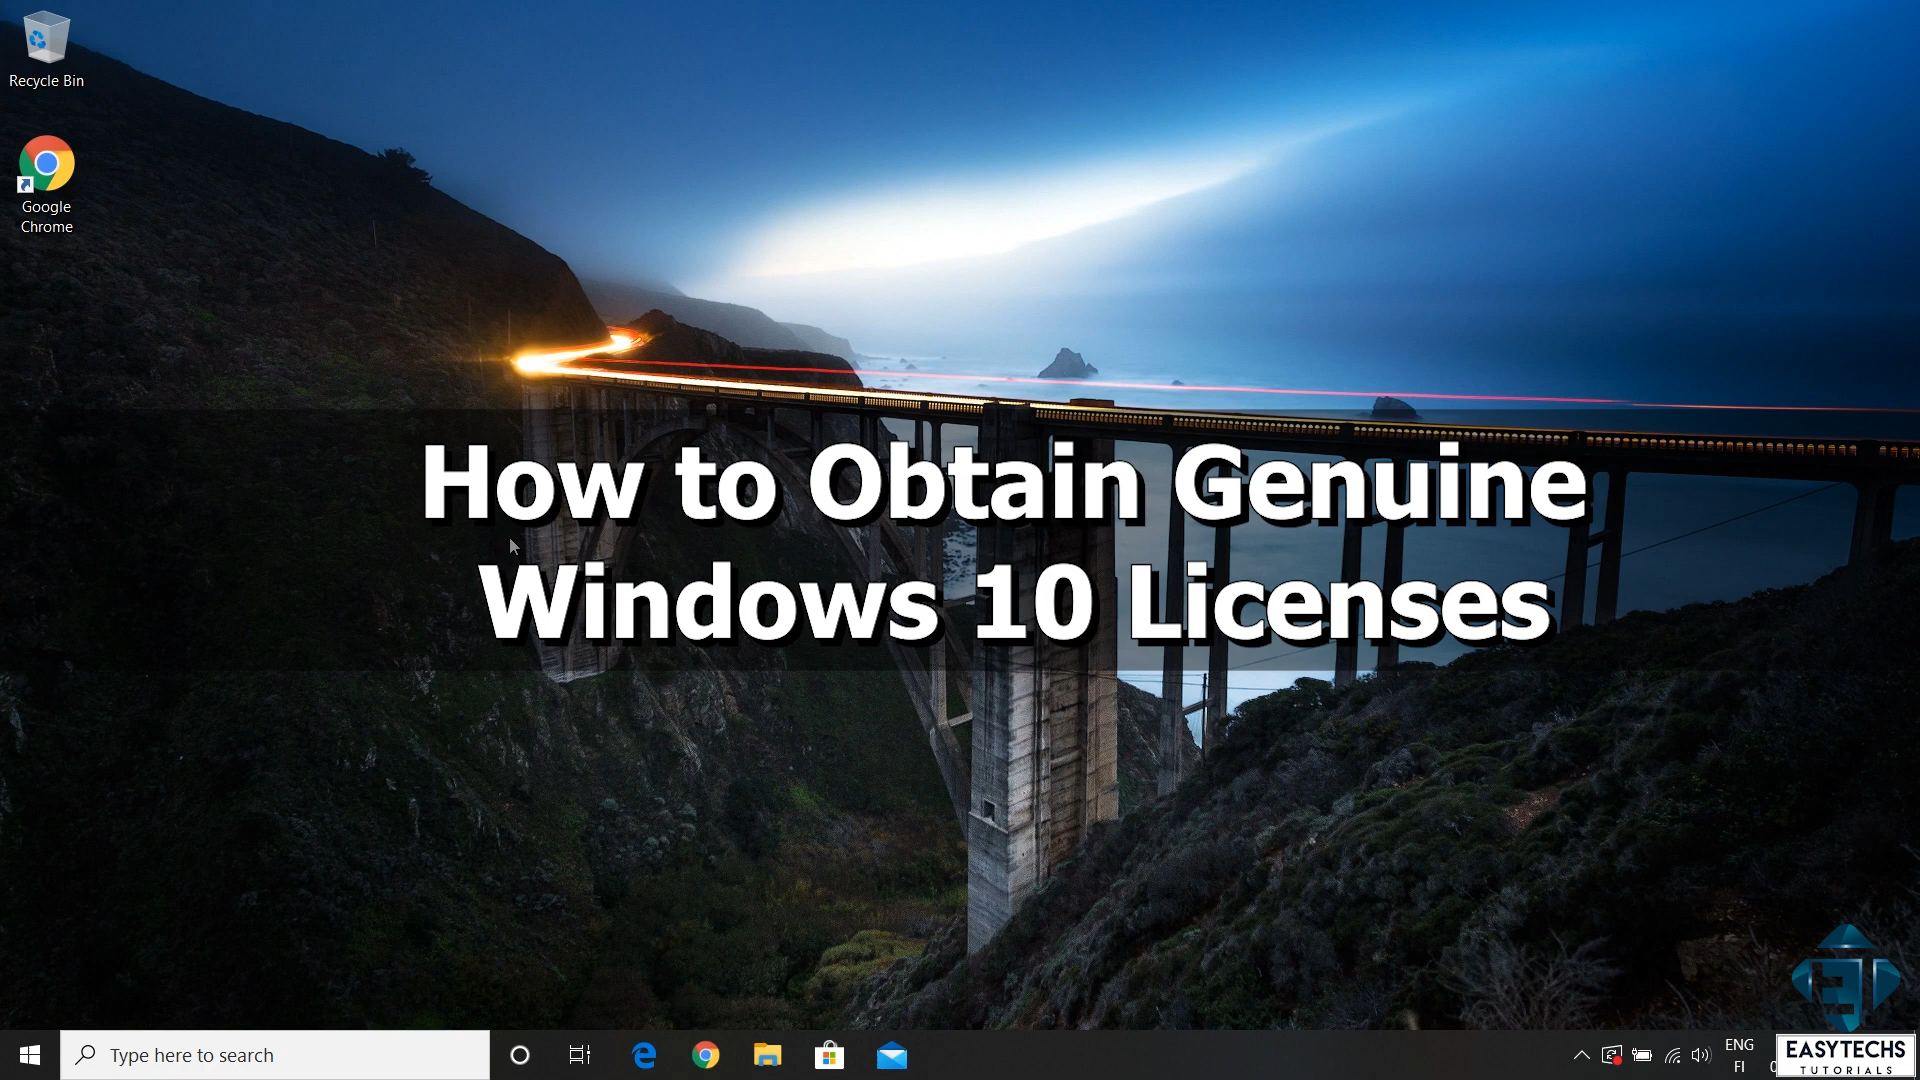 Recycle Bin
Google
Chrome
How to Obtain Genuine
Windows 10 Licenses
Type here to search
ENG
FI
EASYTECHS
TUTORIALS